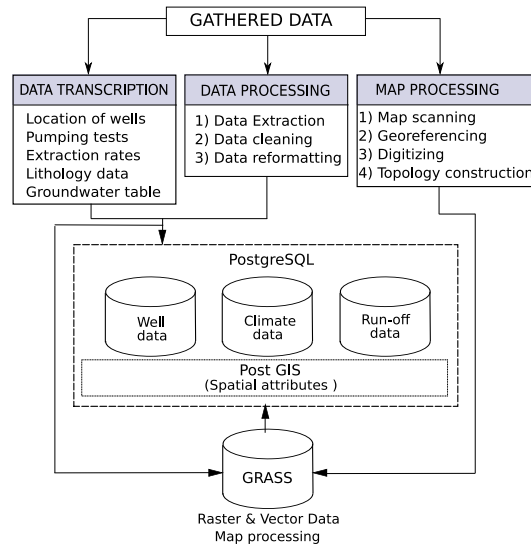 GATHERED DATA
DATA TRANSCRIPTION
Location of wells
Pumping tests
Extraction rates
Lithology data
Groundwater table
DATA PROCESSING
1) Data Extraction
2) Data cleaning
3) Data reformatting
MAP PROCESSING
1) Map scanning
2) Georeferencing
3) Digitizing
4) Topology construction
PostgreSQL
Well
data
Climate
data
Run-off
data
Post GIS
(Spatial attributes )
GRASS
Raster & Vector Data
Map processing